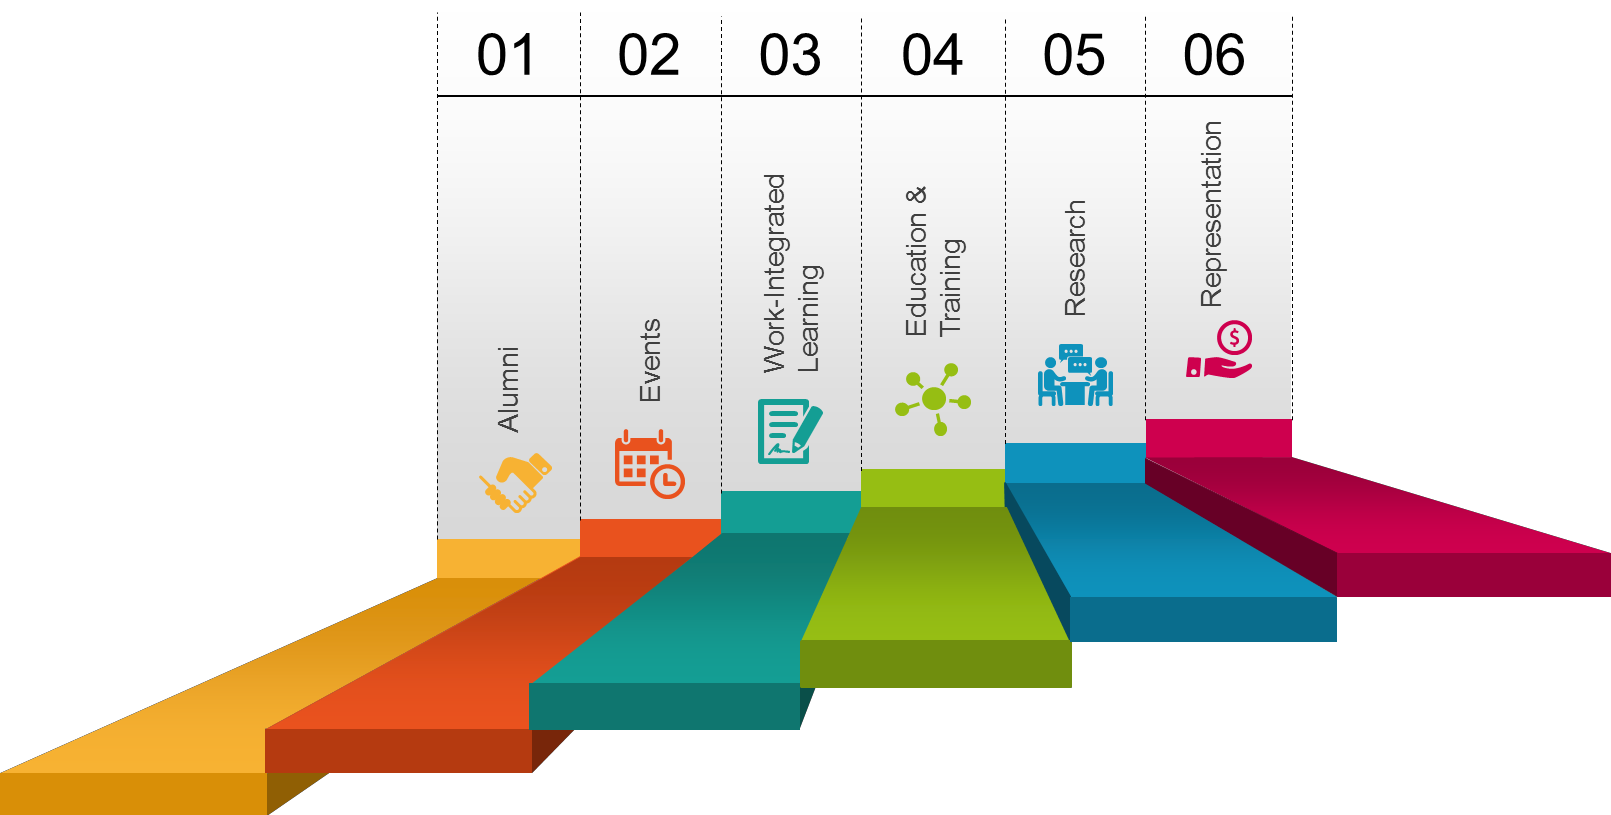 01
02
03
04
05
06
Alumni
Events
Work-Integrated
Learning
Education &
Training
Research
Representation
$